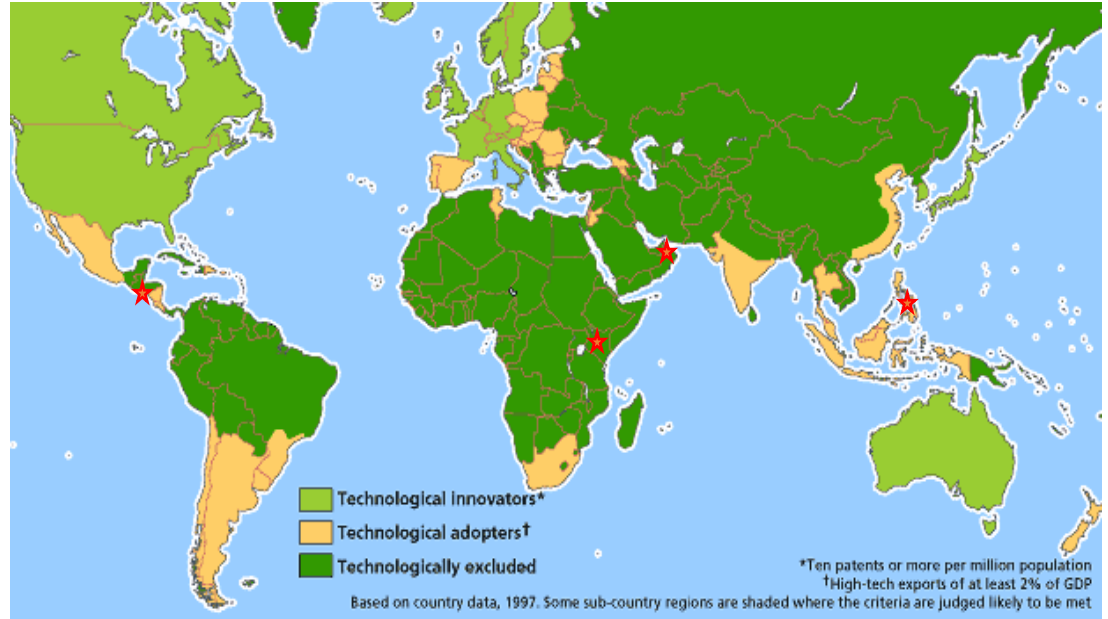 Technological innovators*
Technological adopters†
Technologically excluded
*Ten patents or more per million population
†High-tech exports of at least 2% of GDP
Based on country data, 1997. Some sub-country regions are shaded where the criteria are judged likely to be met